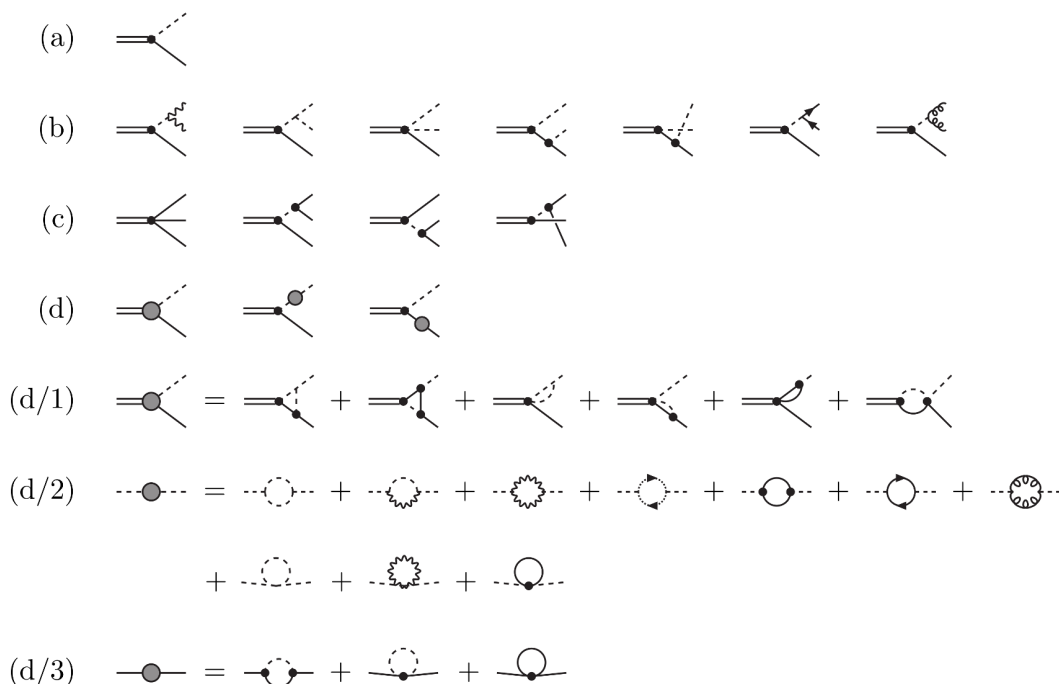 (a)
(b)
(c)
(d)
(d/1) = + + + + +
(d/2) = + + + + + +
+ + +
(d/3) = + +